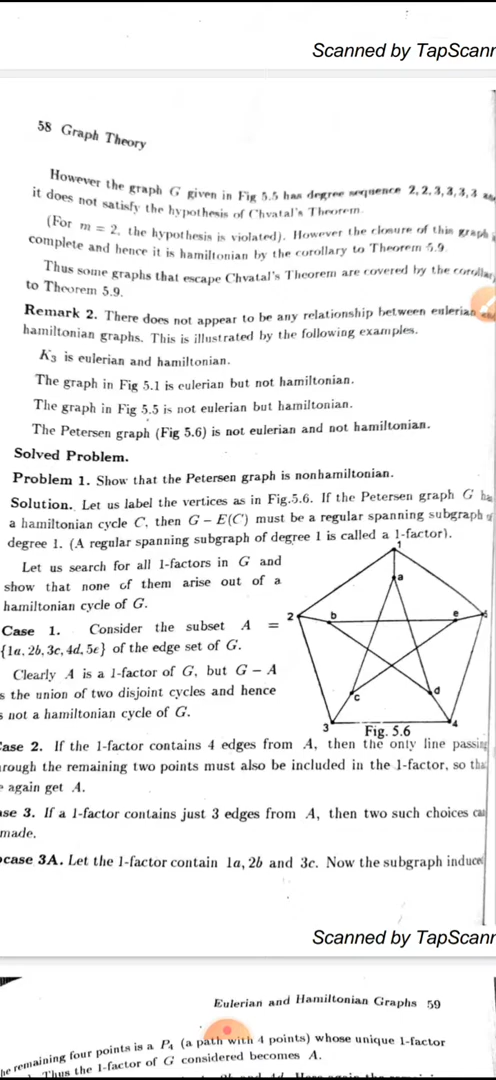 Scanned by TapScanr
58 Graph Theory
However the graph G given in Fig 5.5 has degree sequence 2, 2, 3, 3, 3, 3
it does not satisfy the hypothesis of Chvatal's Theorem.
(For m = 2, the hypothesis is violated). However the closure of this graph
complete and hence it is hamiltonian by the corollary to Theorem 5.9.
Thus some graphs that escape Chvatal's Theorem are covered by the corollary
to Theorem 5.9.
Remark 2. There does not appear to be any relationship between eulerian
hamiltonian graphs. This is illustrated by the following examples.
K₃ is eulerian and hamiltonian.
The graph in Fig 5.1 is eulerian but not hamiltonian.
The graph in Fig 5.5 is not eulerian but hamiltonian.
The Petersen graph (Fig 5.6) is not eulerian and not hamiltonian.
Solved Problem.
Problem 1. Show that the Petersen graph is nonhamiltonian.
Solution. Let us label the vertices as in Fig.5.6. If the Petersen graph G ha
a hamiltonian cycle C, then G − E(C) must be a regular spanning subgraph
degree 1. (A regular spanning subgraph of degree 1 is called a 1-factor).
Let us search for all 1-factors in G and
show that none of them arise out of a
hamiltonian cycle of G.
Case 1. Consider the subset A =
{1a, 2b, 3c, 4d, 5e} of the edge set of G.
Clearly A is a 1-factor of G, but G − A
s the union of two disjoint cycles and hence
s not a hamiltonian cycle of G.
1
a
2
b
e
5
c
d
3
4
Fig. 5.6
Case 2. If the 1-factor contains 4 edges from A, then the only line passing
rough the remaining two points must also be included in the 1-factor, so tha
e again get A.
ase 3. If a 1-factor contains just 3 edges from A, then two such choices ca
made.
ocase 3A. Let the 1-factor contain 1a, 2b and 3c. Now the subgraph induced
Scanned by TapScanr
Eulerian and Hamiltonian Graphs 59
he remaining four points is a P₄ (a path with 4 points) whose unique 1-factor
Thus the 1-factor of G considered becomes A.